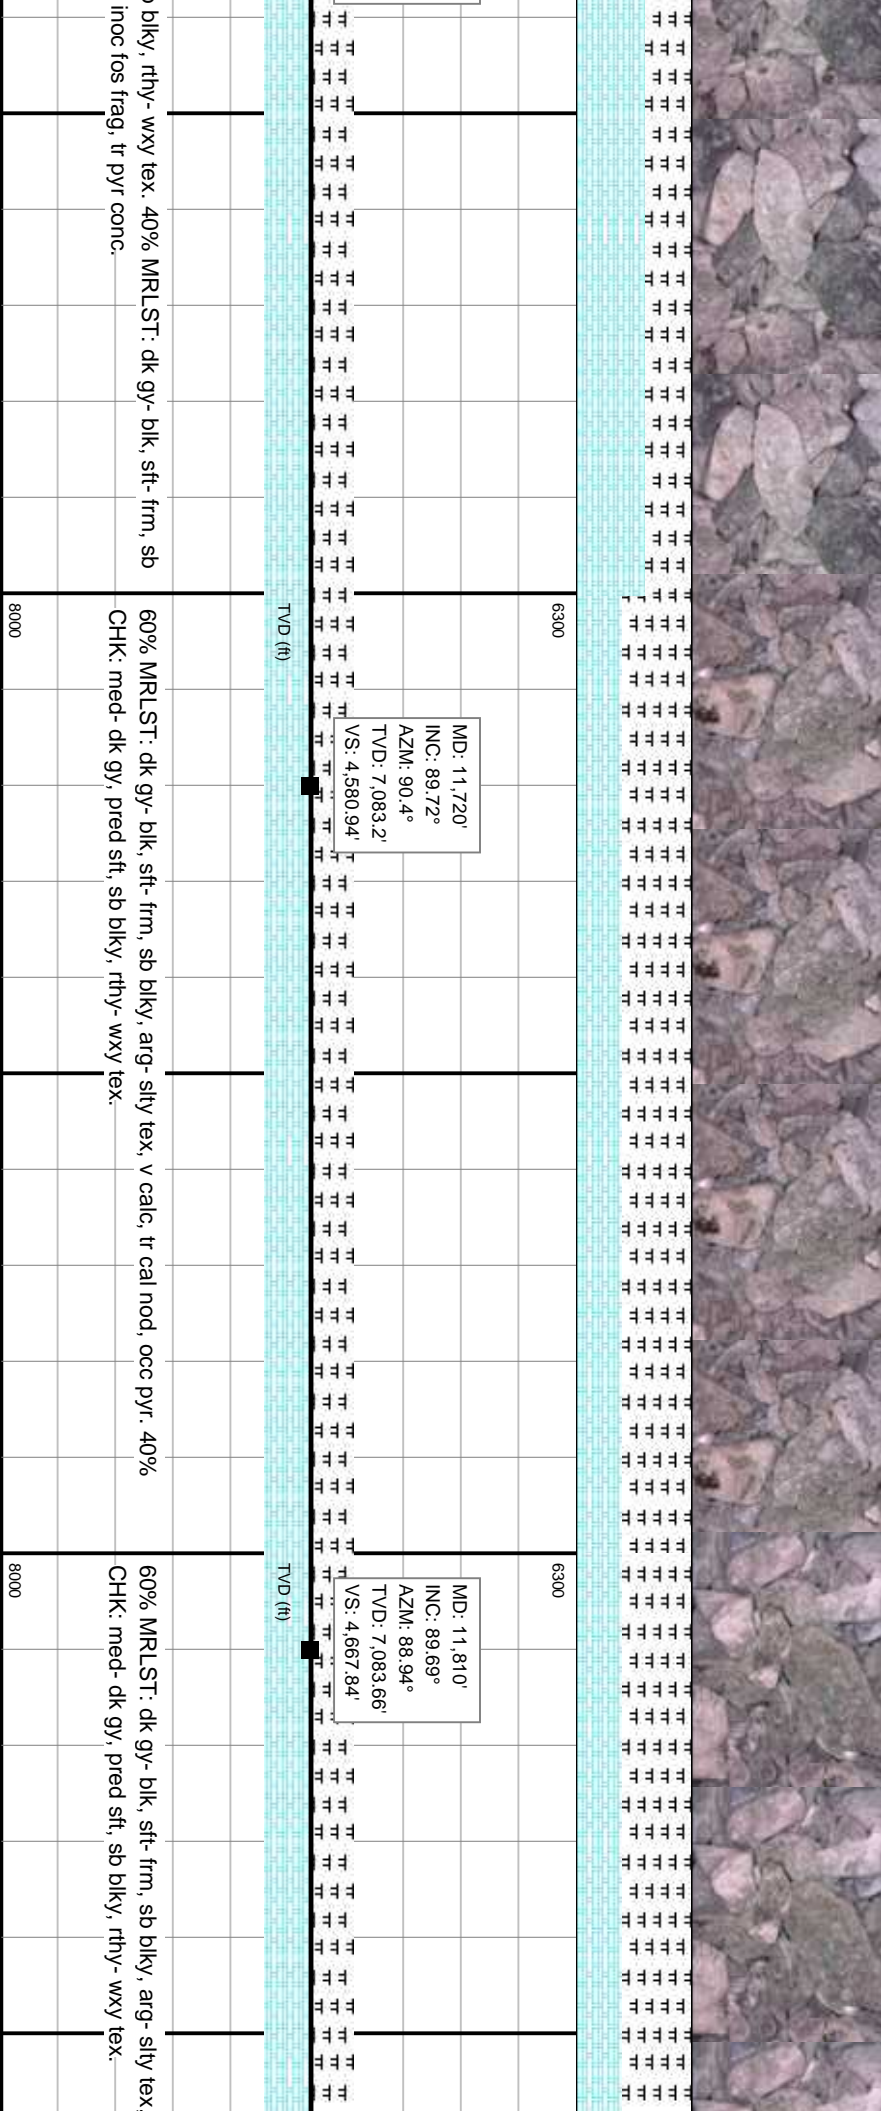 blky, rthy- wxy tex. 40% MRLST: dk gy- blk, sft- frm, sb
inoc fos frag, tr pyr conc.
6300
TVD (ft)
8000
MD: 11,720'
INC: 89.72°
AZM: 90.4°
TVD: 7,083.2'
VS: 4,580.94'
60% MRLST: dk gy- blk, sft- frm, sb blky, arg- slty tex, v calc, tr cal nod, occ pyr. 40%
CHK: med- dk gy, pred sft, sb blky, rthy- wxy tex.
6300
TVD (ft)
8000
MD: 11,810'
INC: 89.69°
AZM: 88.94°
TVD: 7,083.66'
VS: 4,667.84'
60% MRLST: dk gy- blk, sft- frm, sb blky, arg- slty tex,
CHK: med- dk gy, pred sft, sb blky, rthy- wxy tex.